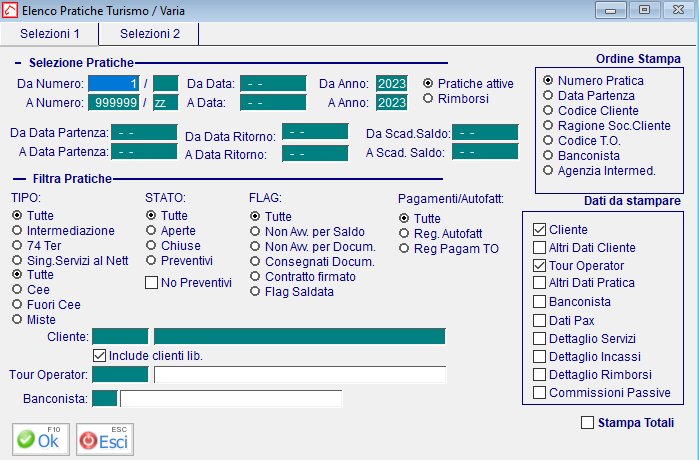 Elenco Pratiche Turismo / Varia
Selezioni 1 Selezioni 2
Selezione Pratiche
Da Numero: 1 / Da Data: - - Da Anno: 2023 Pratiche attive
A Numero: 999999 / zz A Data: - - A Anno: 2023 Rimborsi
Da Data Partenza: - - Da Data Ritorno: - - Da Scad.Saldo: - -
A Data Partenza: - - A Data Ritorno: - - A Scad. Saldo: - -
Ordine Stampa
Numero Pratica
Data Partenza
Codice Cliente
Ragione Soc.Cliente
Codice T.O.
Banconista
Agenzia Intermed.
Filtra Pratiche
TIPO:
Tutte
Intermediazione
74 Ter
Sing.Servizi al Nett
Tutte
Cee
Fuori Cee
Miste
STATO:
Tutte
Aperte
Chiuse
Preventivi
No Preventivi
FLAG:
Tutte
Non Avv. per Saldo
Non Avv. per Docum.
Consegnati Docum.
Contratto firmato
Flag Saldata
Pagamenti/Autofatt:
Tutte
Reg. Autofatt
Reg Pagam TO
Dati da stampare
Cliente
Altri Dati Cliente
Tour Operator
Altri Dati Pratica
Banconista
Dati Pax
Dettaglio Servizi
Dettaglio Incassi
Dettaglio Rimborsi
Commissioni Passive
Cliente:
Include clienti lib.
Tour Operator:
Banconista:
Stampa Totali
F10
Ok
ESC
Esci